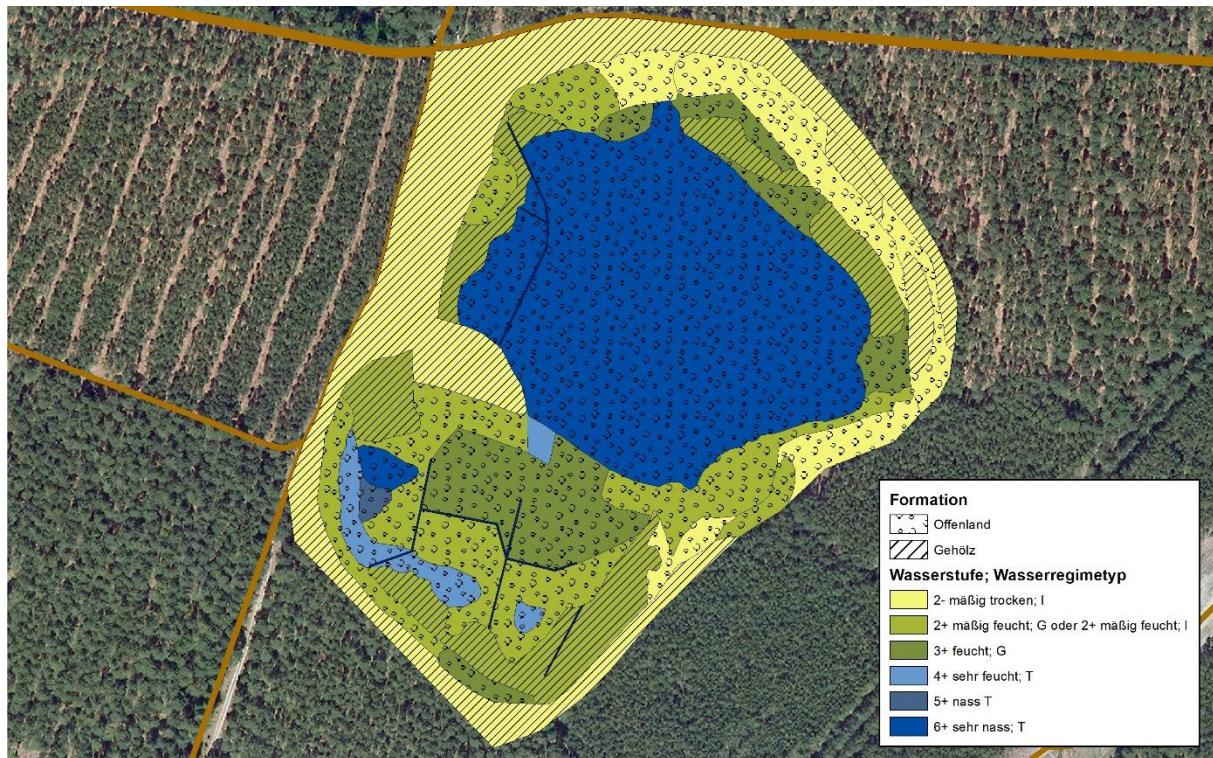 Formation
Offenland
Gehölz
Wasserstufe; Wasserregimetyp
2- mäßig trocken; I
2+ mäßig feucht; G oder 2+ mäßig feucht; I
3+ feucht; G
4+ sehr feucht; T
5+ nass T
6+ sehr nass; T